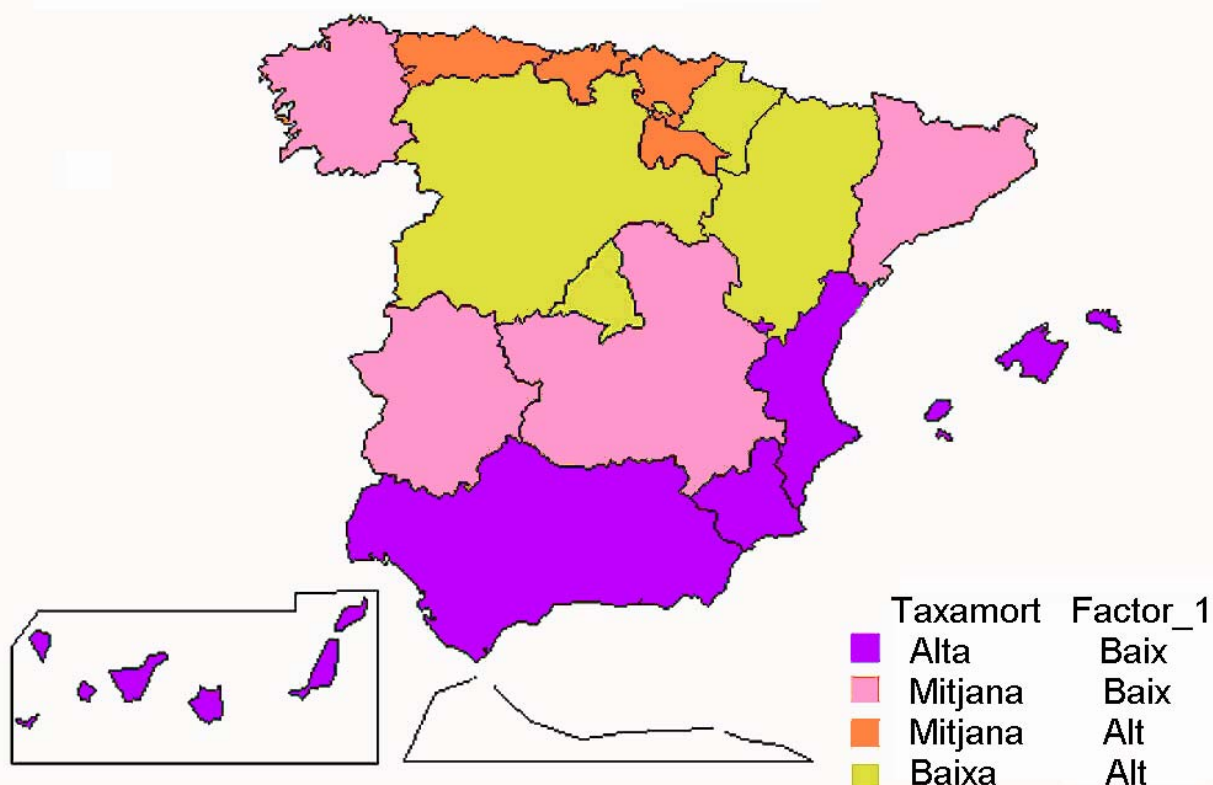 Taxamort Factor_1
Alta Baix
Mitjana Baix
Mitjana Alt
Baixa Alt